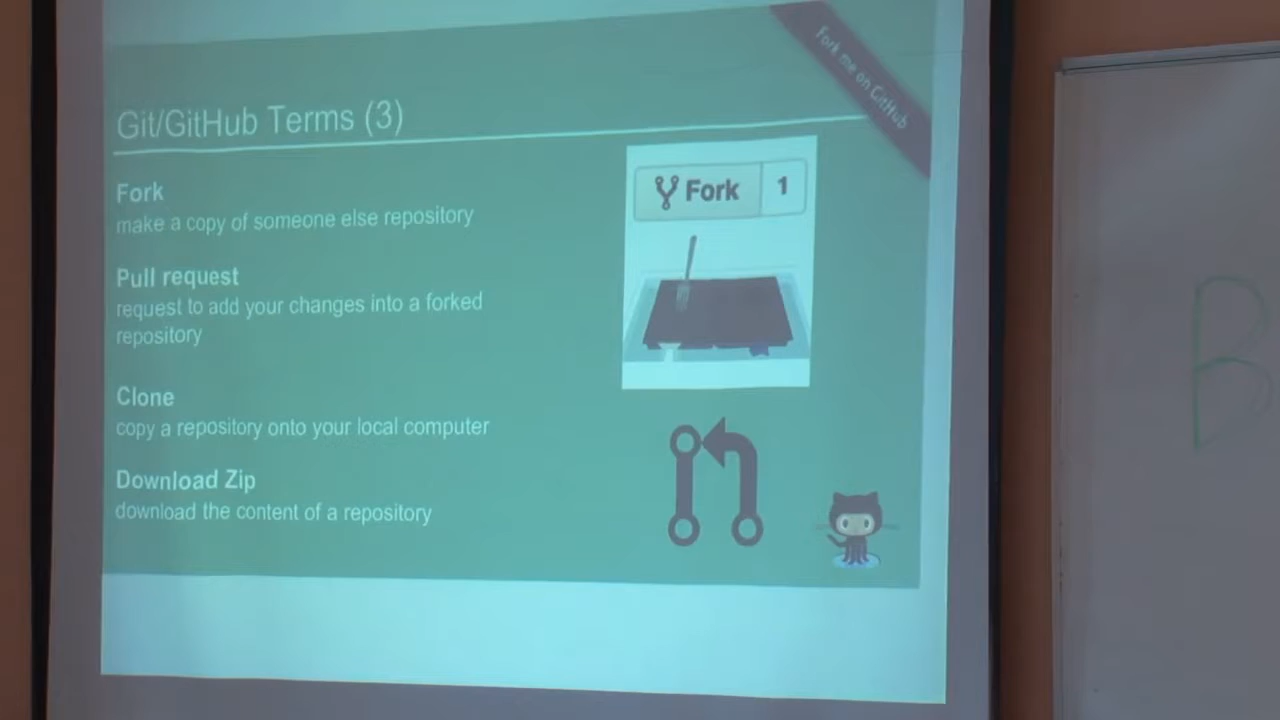 Fork me on GitHub
Git/GitHub Terms (3)
Fork
make a copy of someone else repository
Pull request
request to add your changes into a forked
repository
Clone
copy a repository onto your local computer
Download Zip
download the content of a repository
Fork 1
B